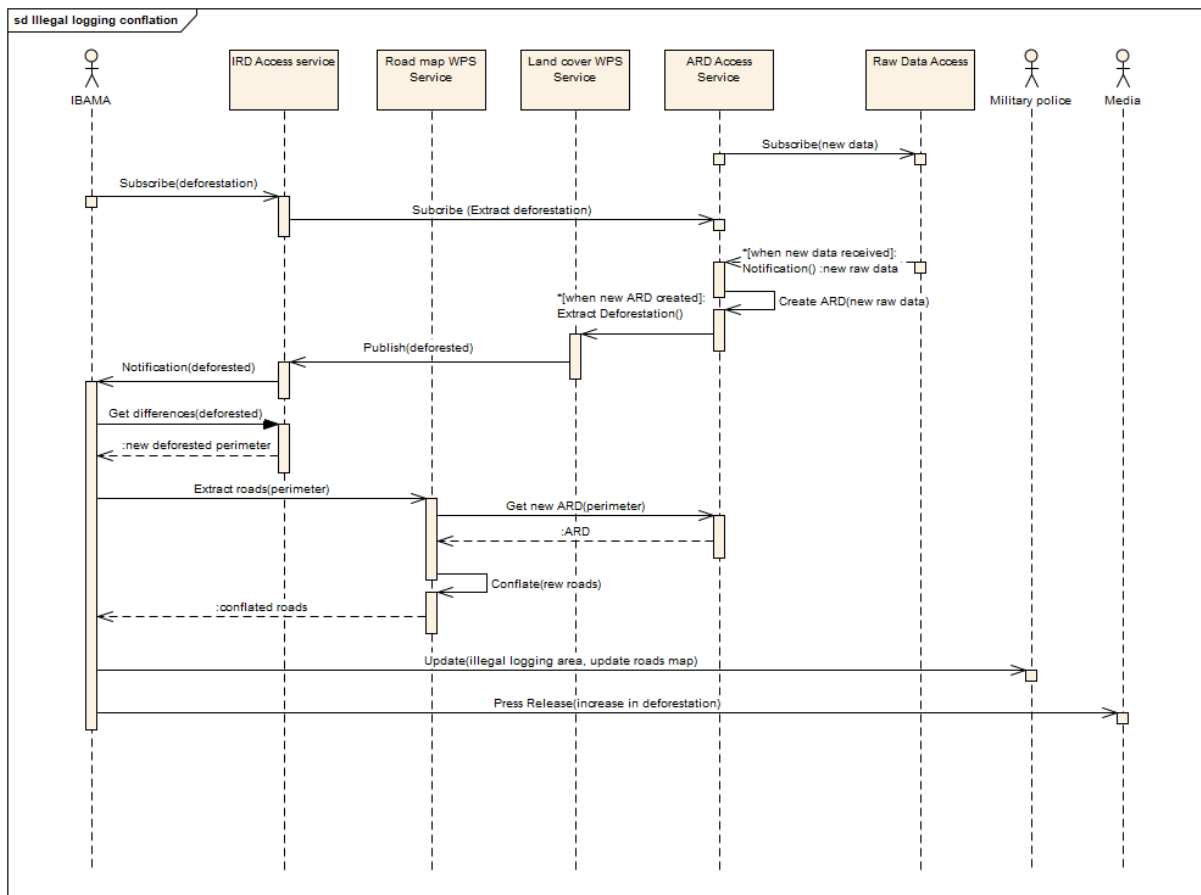 sd Illegal logging conflation
IBAMA
IRD Access service
Road map WPS
Service
Land cover WPS
Service
ARD Access
Service
Raw Data Access
Military police
Media
Subscribe(new data)
Subscribe(deforestation)
Subcribe (Extract deforestation)
*[when new data received]:
Notification() :new raw data
Create ARD(new raw data)
*[when new ARD created]:
Extract Deforestation()
Publish(deforested)
Notification(deforested)
Get differences(deforested)
:new deforested perimeter
Extract roads(perimeter)
Get new ARD(perimeter)
:ARD
Conflate(rew roads)
:conflated roads
Update(illegal logging area, update roads map)
Press Release(increase in deforestation)